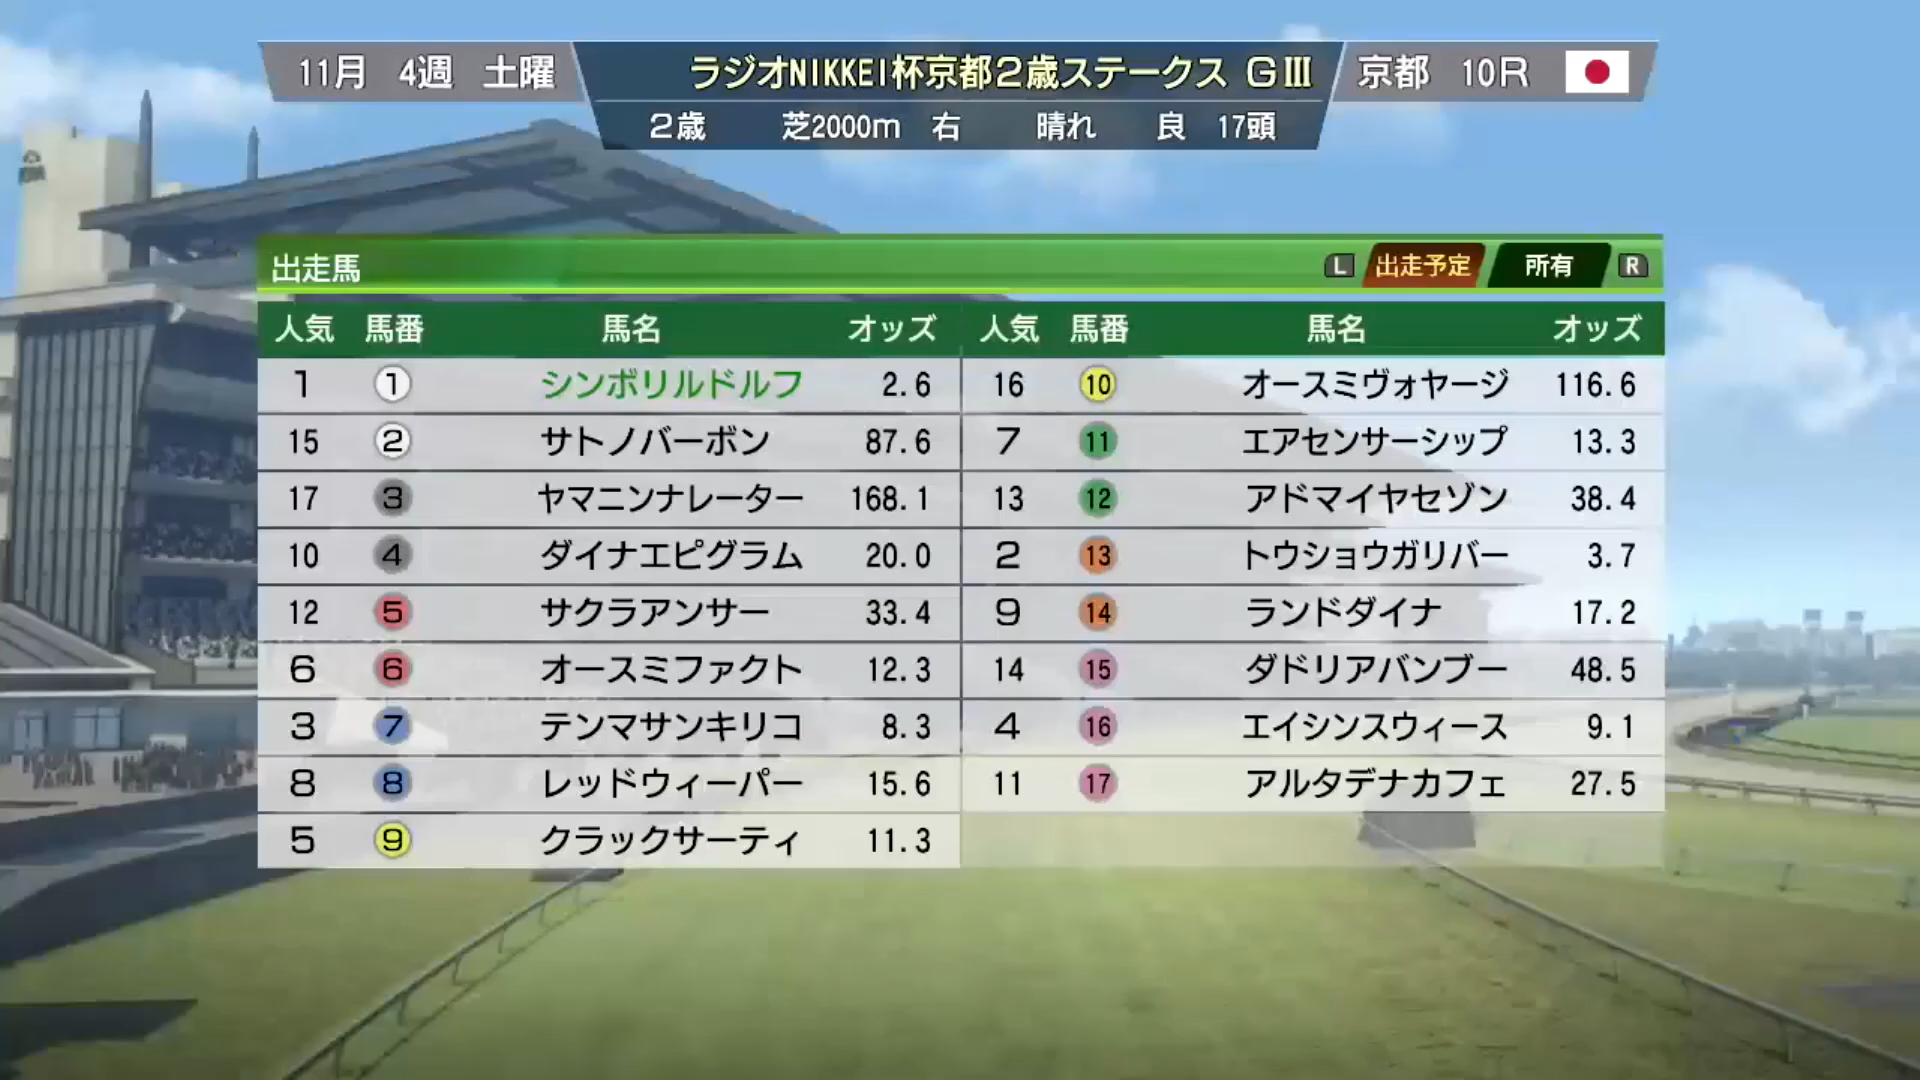 11月 4週 土曜
ラジオNIKKEI杯京都2歳ステークス GⅢ
京都 10R
2歳 芝2000m 右 晴れ 良 17頭
出走馬
L 出走予定 所有 R
人気 馬番 馬名 オッズ 人気 馬番 馬名 オッズ
1 1 シンボリルドルフ 2.6 16 10 オースミヴォヤージ 116.6
15 2 サトノバーボン 87.6 7 11 エアセンサーシップ 13.3
17 3 ヤマニンナレーター 168.1 13 12 アドマイヤセゾン 38.4
10 4 ダイナエピグラム 20.0 2 13 トウショウガリバー 3.7
12 5 サクラアンサー 33.4 9 14 ランドダイナ 17.2
6 6 オースミファクト 12.3 14 15 ダドリアバンブー 48.5
3 7 テンマサンキリコ 8.3 4 16 エイシンスウィース 9.1
8 8 レッドウィーパー 15.6 11 17 アルタデナカフェ 27.5
5 9 クラックサーティ 11.3